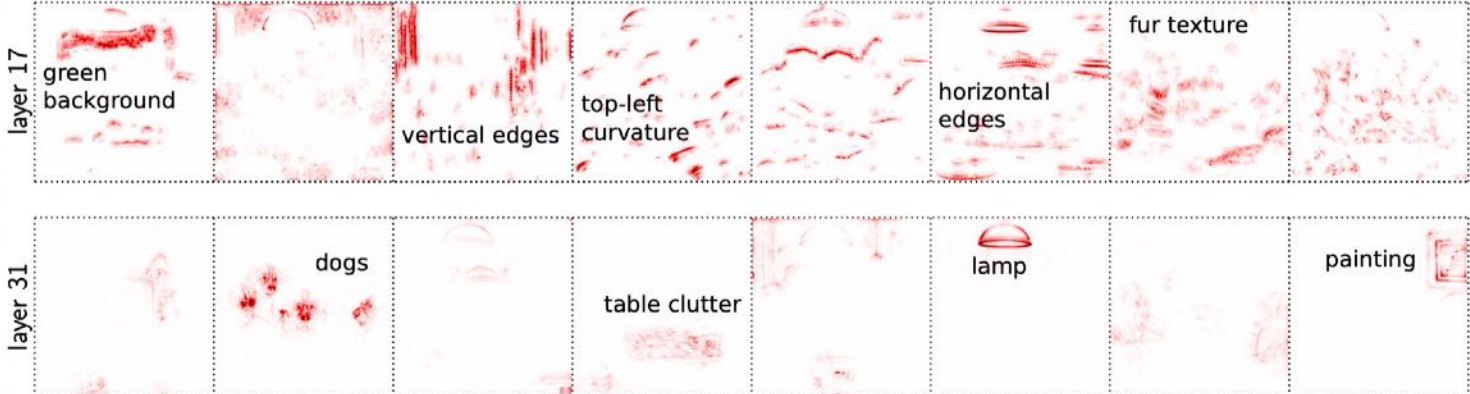 layer 17
green
background
vertical edges
top-left
curvature
horizontal
edges
fur texture
layer 31
dogs
table clutter
lamp
painting